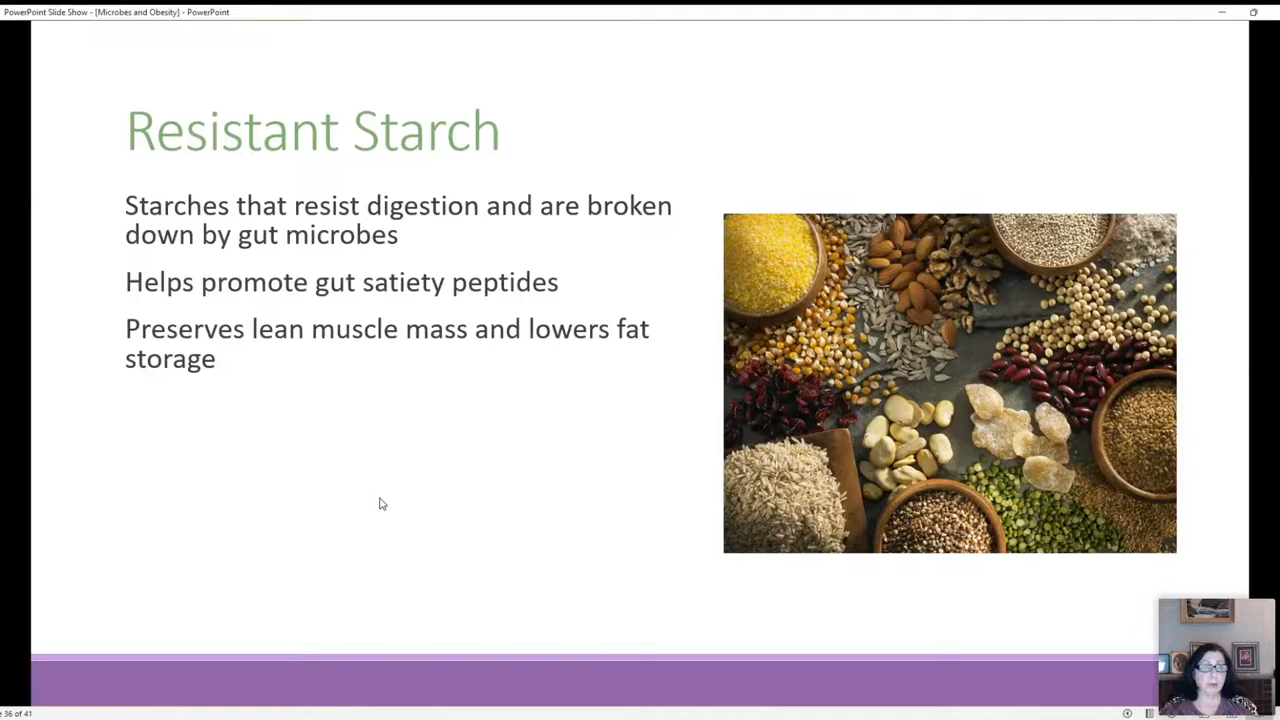 PowerPoint Slide Show - [Microbes and Obesity] - PowerPoint
Resistant Starch
Starches that resist digestion and are broken
down by gut microbes
Helps promote gut satiety peptides
Preserves lean muscle mass and lowers fat
storage
e 36 of 41